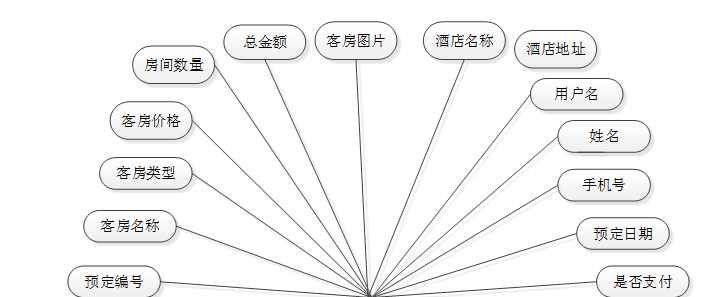 总金额
客房图片
酒店名称
酒店地址
房间数量
用户名
客房价格
姓名
客房类型
手机号
客房名称
预定日期
预定编号
是否支付